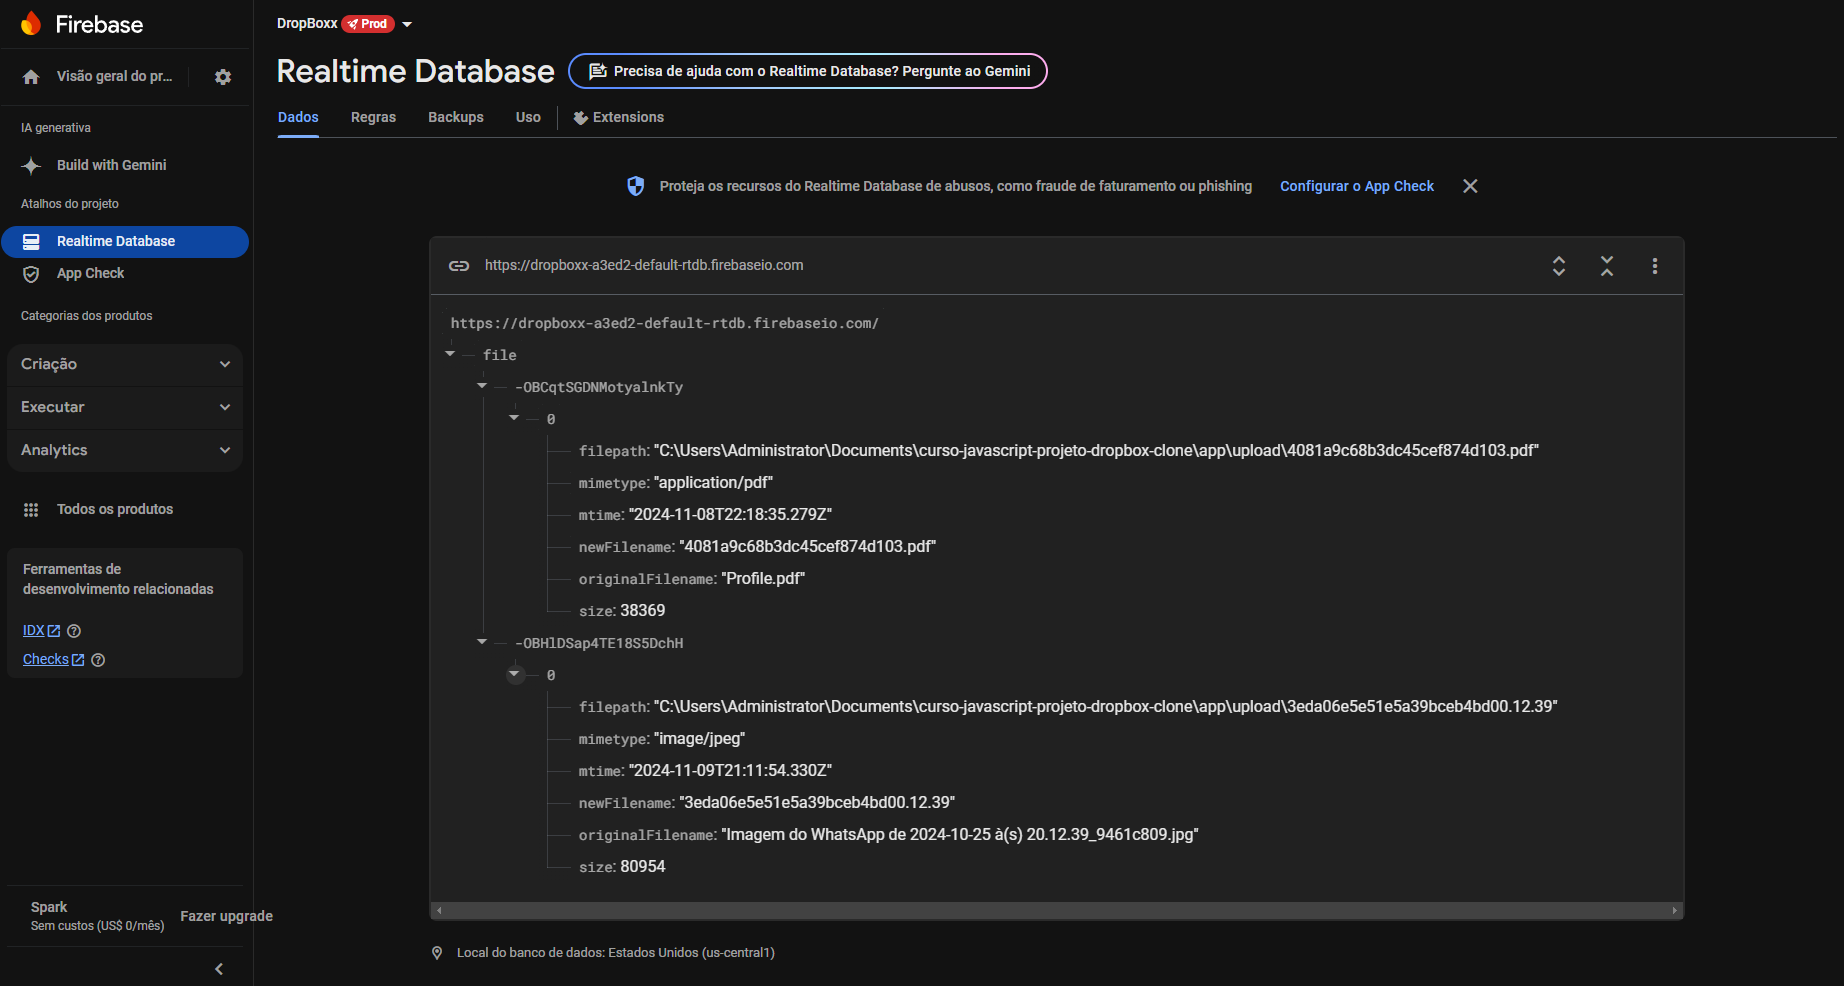 Firebase
Visão geral do pr...
IA generativa
Build with Gemini
Atalhos do projeto
Realtime Database
App Check
Categorias dos produtos
Criação
Executar
Analytics
Todos os produtos
Ferramentas de
desenvolvimento relacionadas
IDX
Checks
Spark
Sem custos (US$ 0/mês)
Fazer upgrade
DropBoxx Prod
Realtime Database
Precisa de ajuda com o Realtime Database? Pergunte ao Gemini
Dados Regras Backups Uso Extensions
Proteja os recursos do Realtime Database de abusos, como fraude de faturamento ou phishing Configurar o App Check
https://dropboxx-a3ed2-default-rtdb.firebaseio.com
https://dropboxx-a3ed2-default-rtdb.firebaseio.com/
file
-OBCqtSGDNMotyalnkTy
0
filepath: "C:\Users\Administrator\Documents\curso-javascript-projeto-dropbox-clone\app\upload\4081a9c68b3dc45cef874d103.pdf"
mimetype: "application/pdf"
mtime: "2024-11-08T22:18:35.279Z"
newFilename: "4081a9c68b3dc45cef874d103.pdf"
originalFilename: "Profile.pdf"
size: 38369
-OBHlDSap4TE18S5DchH
0
filepath: "C:\Users\Administrator\Documents\curso-javascript-projeto-dropbox-clone\app\upload\3eda06e5e51e5a39bceb4bd00.12.39"
mimetype: "image/jpeg"
mtime: "2024-11-09T21:11:54.330Z"
newFilename: "3eda06e5e51e5a39bceb4bd00.12.39"
originalFilename: "Imagem do WhatsApp de 2024-10-25 à(s) 20.12.39_9461c809.jpg"
size: 80954
Local do banco de dados: Estados Unidos (us-central1)